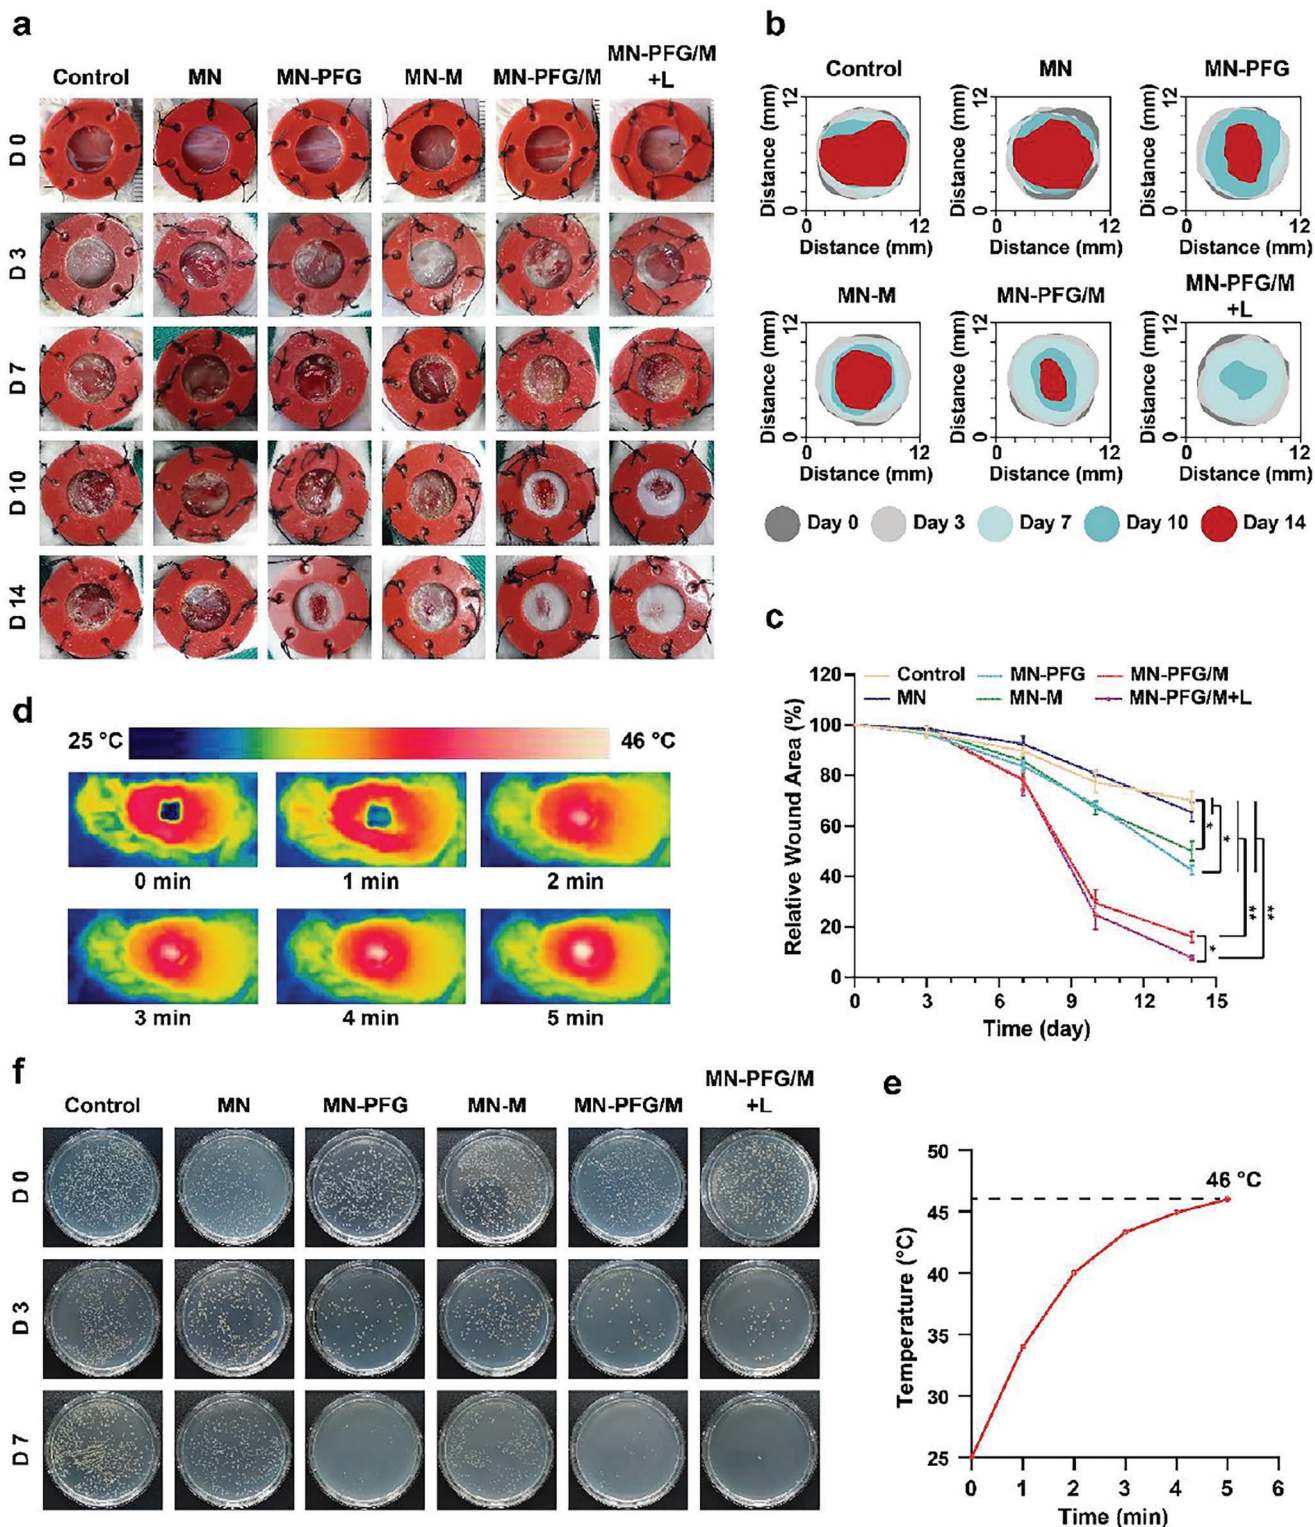 a
Control MN MN-PFG MN-M MN-PFG/M MN-PFG/M
+L
D 0
D 3
D 7
D 10
D 14
b
Control MN MN-PFG
12 12 12
Distance (mm) Distance (mm) Distance (mm)
0 0 0
0 12 0 12 0 12
Distance (mm) Distance (mm) Distance (mm)
MN-M MN-PFG/M MN-PFG/M
+L
12 12 12
Distance (mm) Distance (mm) Distance (mm)
0 0 0
0 12 0 12 0 12
Distance (mm) Distance (mm) Distance (mm)
Day 0 Day 3 Day 7 Day 10 Day 14
c
Control MN-PFG MN-PFG/M
MN MN-M MN-PFG/M+L
Relative Wound Area (%)
120
100
80
60
40
20
0
* * ** ** *
0 3 6 9 12 15
Time (day)
d
25 °C 46 °C
0 min 1 min 2 min
3 min 4 min 5 min
f
Control MN MN-PFG MN-M MN-PFG/M MN-PFG/M
+L
D 0
D 3
D 7
e
46 °C
Temperature (°C)
50
45
40
35
25
25
0 1 2 3 4 5 6
Time (min)